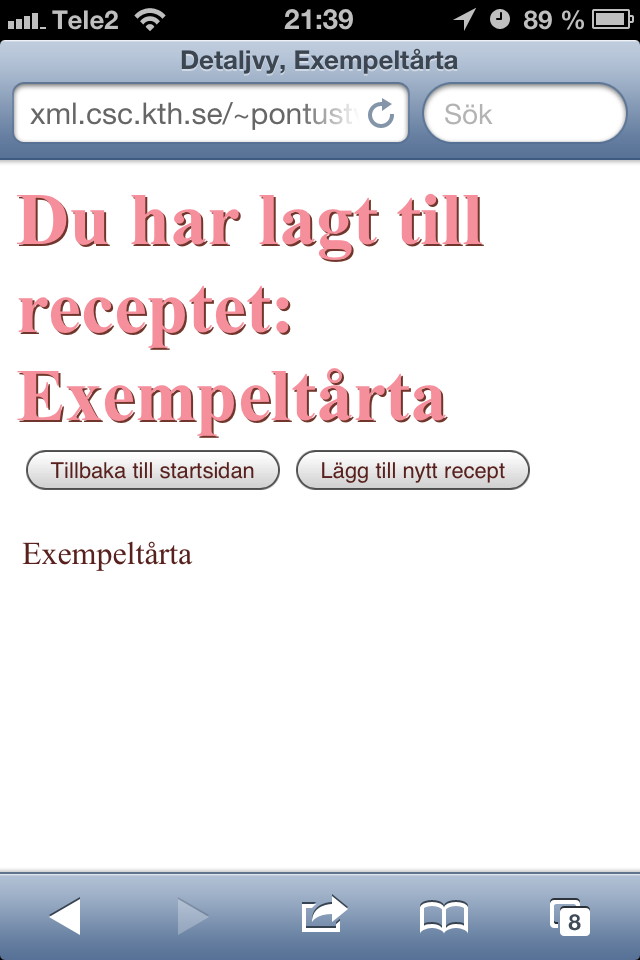 Tele2 21:39 89 %
Detaljvy, Exempeltårta
xml.csc.kth.se/~pontust Sök
Du har lagt till
receptet:
Exempeltårta
Tillbaka till startsidan Lägg till nytt recept
Exempeltårta
8